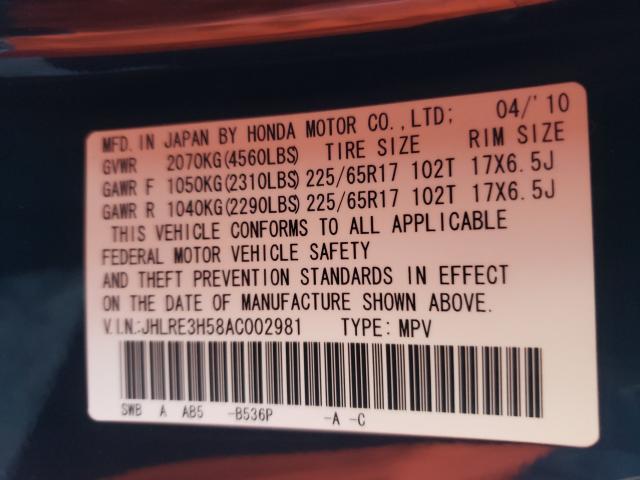 MFD. IN JAPAN BY HONDA MOTOR CO.,LTD; 04/'10
GVWR 2070KG(4560LBS) TIRE SIZE RIM SIZE
GAWR F 1050KG(2310LBS) 225/65R17 102T 17X6.5J
GAWR R 1040KG(2290LBS) 225/65R17 102T 17X6.5J
THIS VEHICLE CONFORMS TO ALL APPLICABLE
FEDERAL MOTOR VEHICLE SAFETY
AND THEFT PREVENTION STANDARDS IN EFFECT
ON THE DATE OF MANUFACTURE SHOWN ABOVE.
V.I.N.:JHLRE3H58AC002981 TYPE: MPV
SWB A AB5 -B536P -A -C